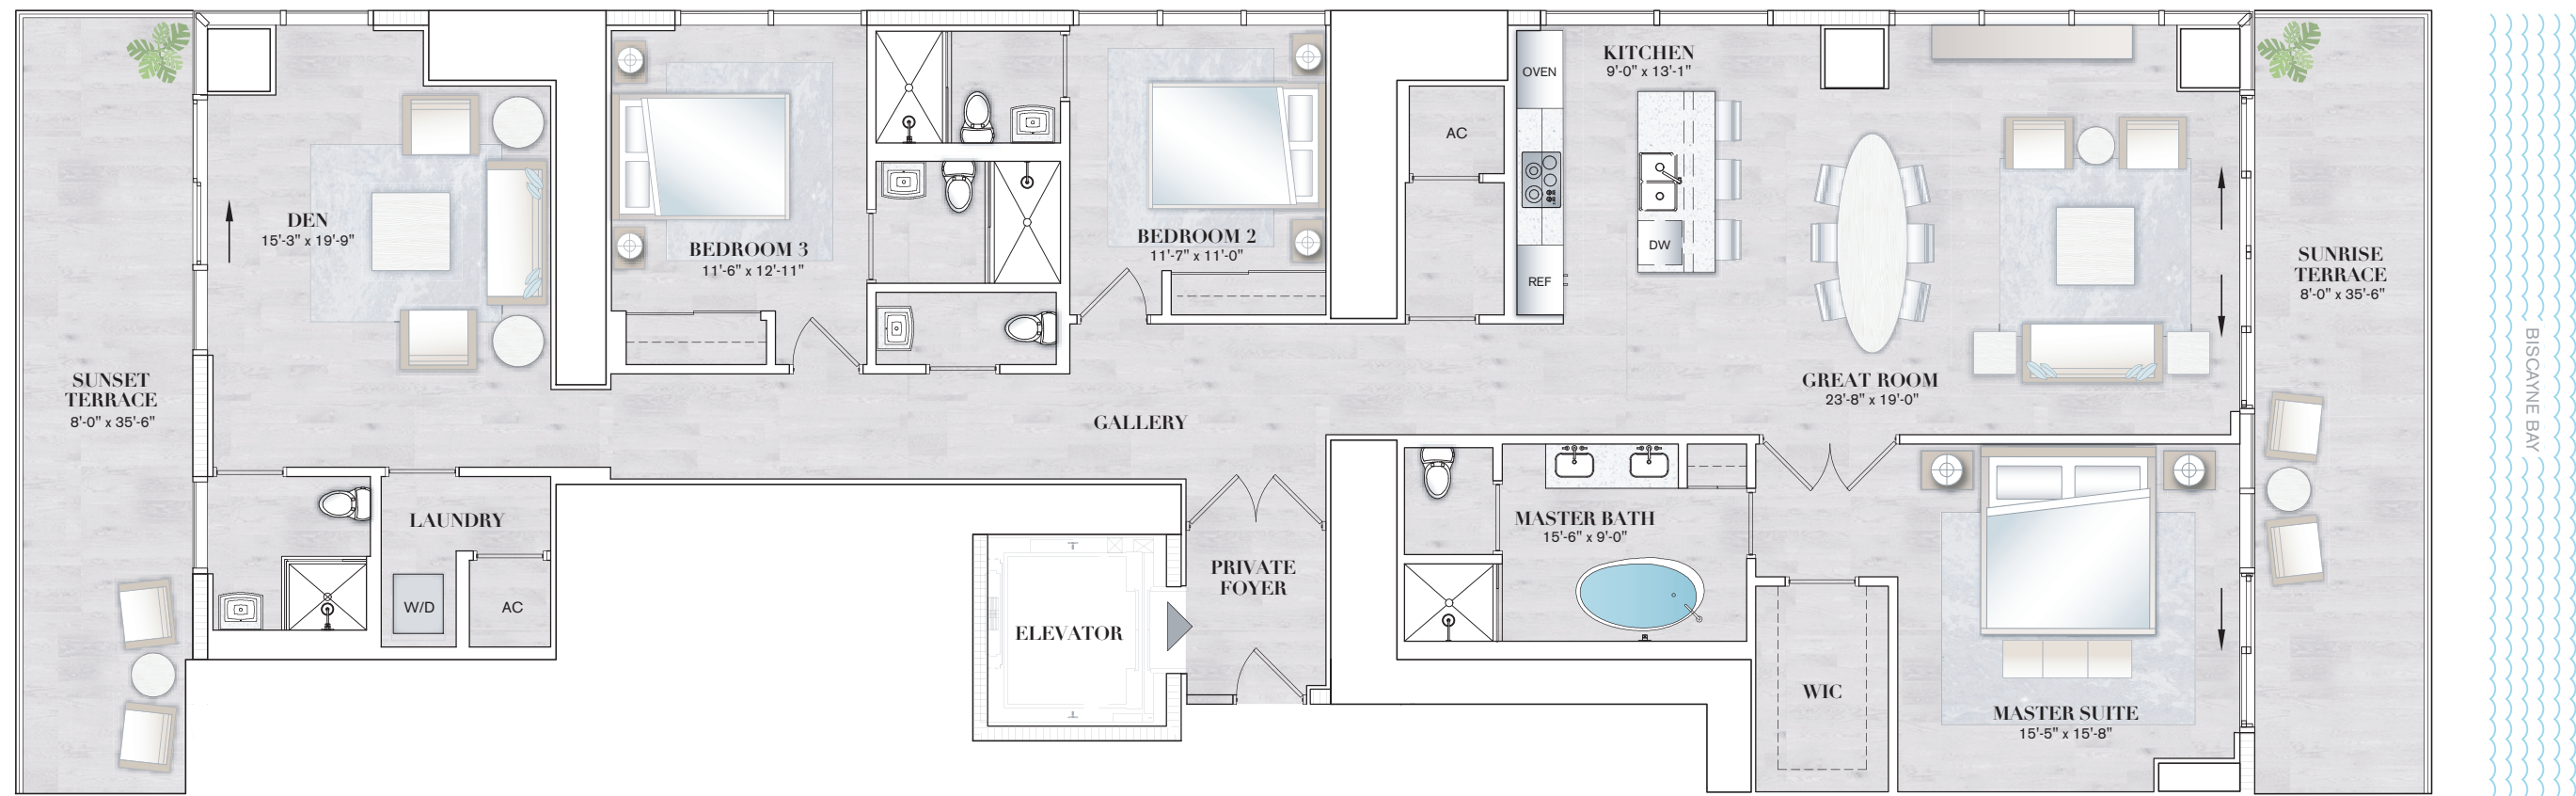 OVEN
KITCHEN
9'-0" x 13'-1"
AC
DW
REF
DEN
15'-3" x 19'-9"
BEDROOM 3
11'-6" x 12'-11"
BEDROOM 2
11'-7" x 11'-0"
SUNRISE
TERRACE
8'-0" x 35'-6"
BISCAYNE BAY
SUNSET
TERRACE
8'-0" x 35'-6"
GREAT ROOM
23'-8" x 19'-0"
GALLERY
LAUNDRY
W/D
AC
ELEVATOR
PRIVATE
FOYER
MASTER BATH
15'-6" x 9'-0"
WIC
MASTER SUITE
15'-5" x 15'-8"